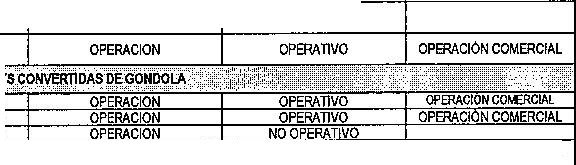 OPERACION OPERATIVO OPERACIÓN COMERCIAL
'S CONVERTIDAS DE GONDOLA
OPERACION OPERATIVO OPERACIÓN COMERCIAL
OPERACION OPERATIVO OPERACIÓN COMERCIAL
OPERACION NO OPERATIVO